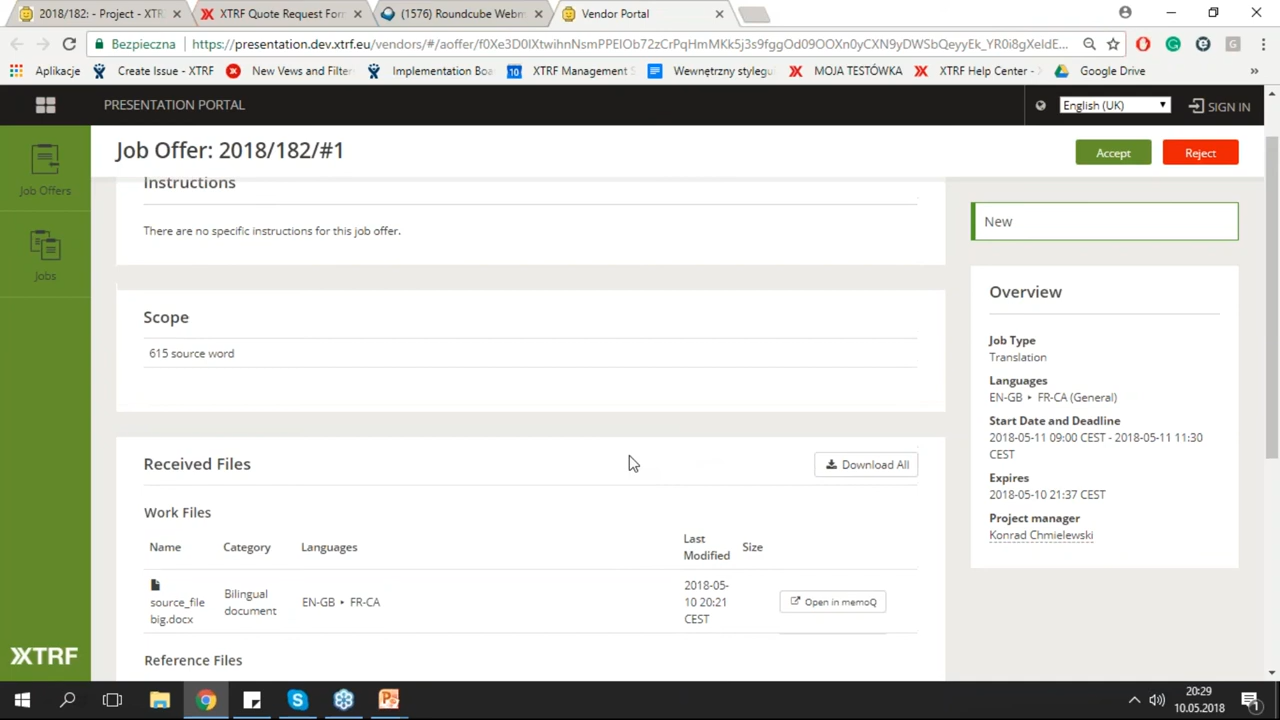 2018/182: - Project - XTR
XTRF Quote Request For
(1576) Roundcube Webm
Vendor Portal
Bezpieczna
https://presentation.dev.xtrf.eu/vendors/#/aoffer/
Aplikacje
Create Issue - XTRF
New Vews and Filter
Implementation Boa
10
XTRF Management S
Wewnętrzny stylegu
MOJA TESTÓWKA
XTRF Help Center -
Google Drive
»
PRESENTATION PORTAL
English (UK)
SIGN IN
Job Offers
Jobs
XTRF
Job Offer: 2018/182/#1
Accept
Reject
Instructions
There are no specific instructions for this job offer.
New
Scope
615 source word
Overview
Job Type
Translation
Languages
EN-GB ▸ FR-CA (General)
Start Date and Deadline
2018-05-11 09:00 CEST - 2018-05-11 11:30
CEST
Expires
2018-05-10 21:37 CEST
Project manager
Konrad Chmielewski
Received Files
Download All
Work Files
Name
Category
Languages
Last
Modified
Size
source_file
big.docx
Bilingual
document
EN-GB ▸ FR-CA
2018-05-
10 20:21
CEST
Open in memoQ
Reference Files
20:29
10.05.2018
1